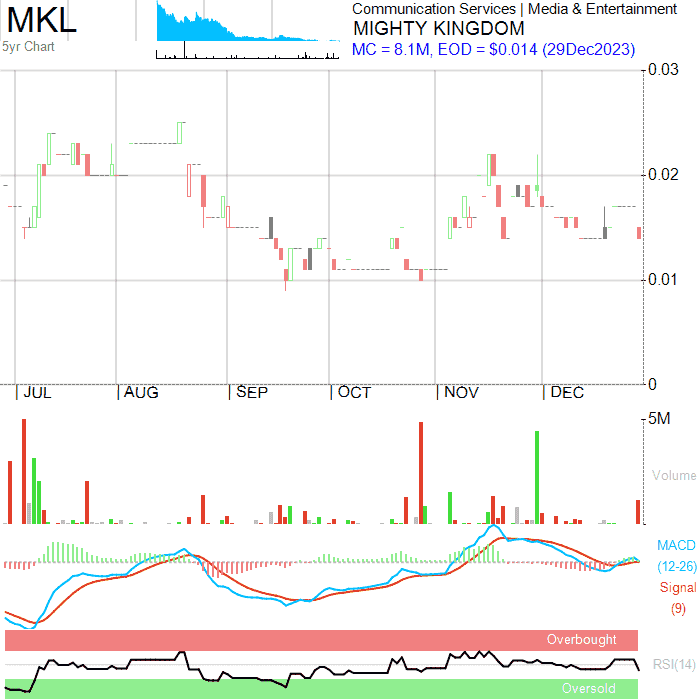 MKL
5yr Chart
Communication Services | Media & Entertainment
MIGHTY KINGDOM
MC = 8.1M, EOD = $0.014 (29Dec2023)
0.03
0.02
0.01
0
JUL AUG SEP OCT NOV DEC
5M
Volume
MACD
(12-26)
Signal
(9)
Overbought
RSI(14)
Oversold